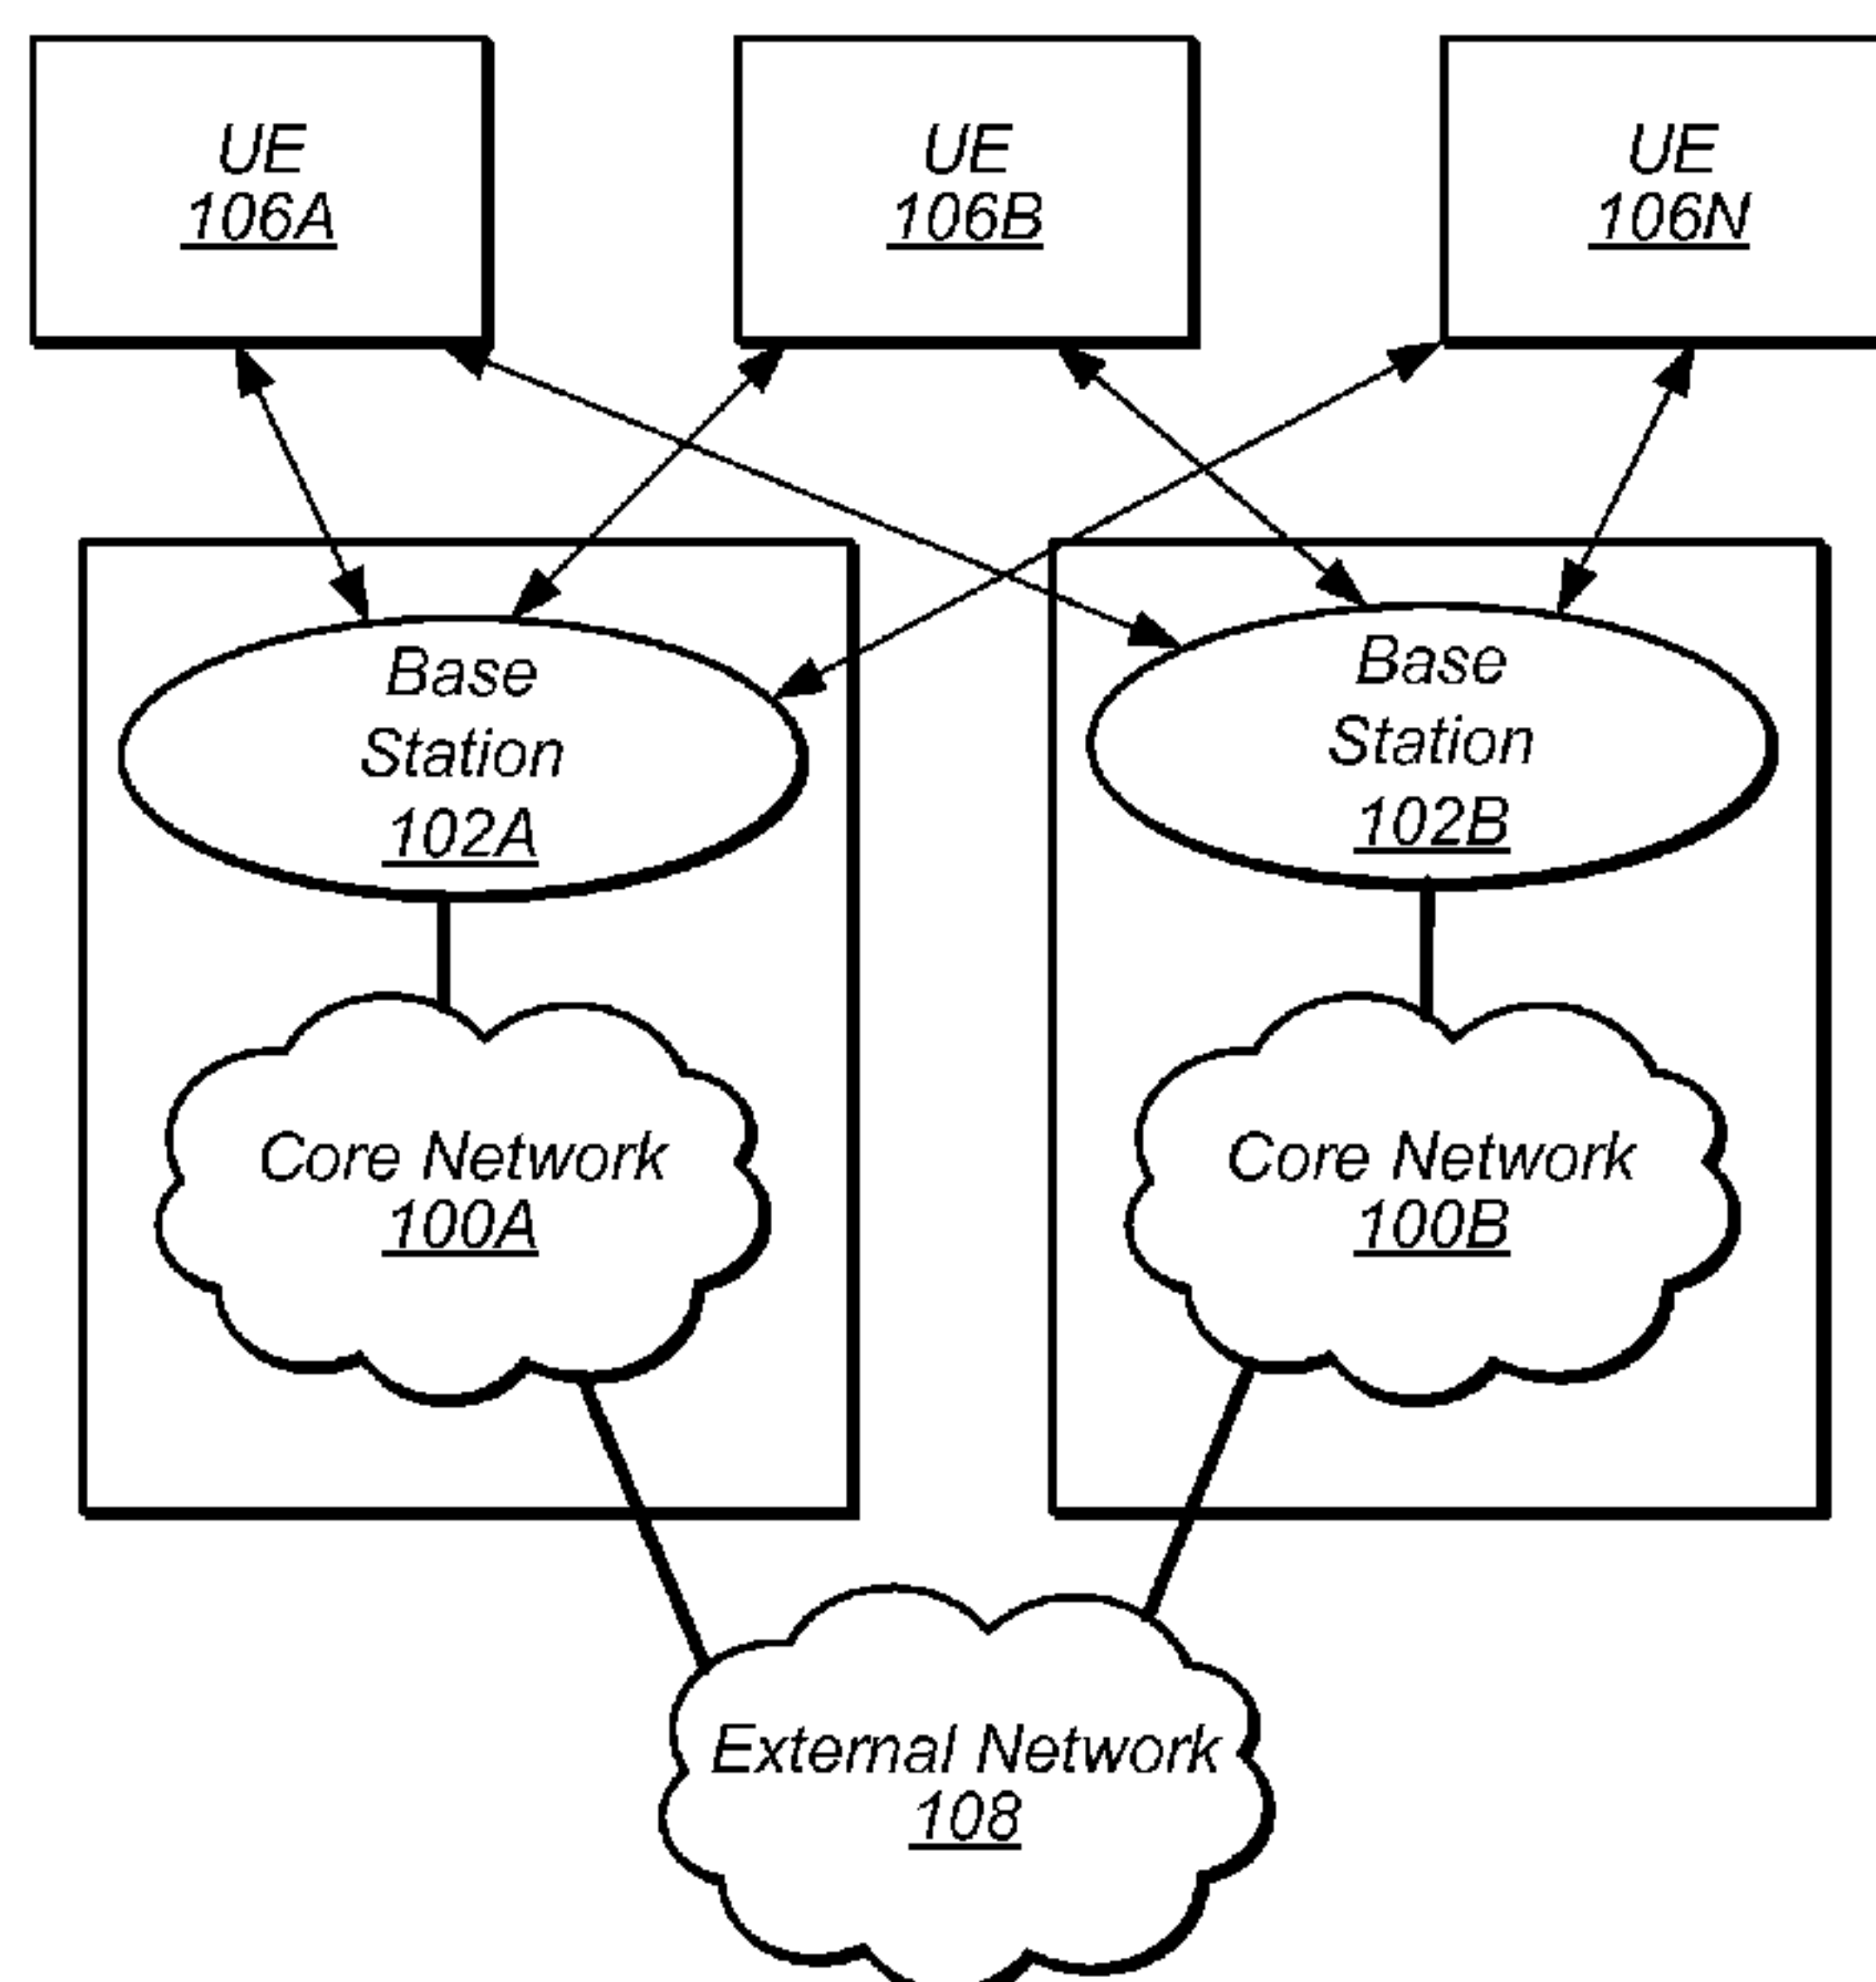 UE
106A
UE
106B
UE
106N
Base
Station
102A
Base
Station
102B
Core Network
100A
Core Network
100B
External Network
108